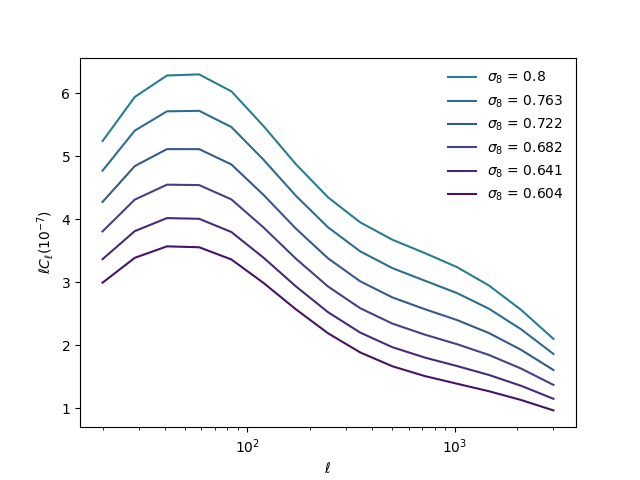 σ₈ = 0.8
σ₈ = 0.763
σ₈ = 0.722
σ₈ = 0.682
σ₈ = 0.641
σ₈ = 0.604
6
5
4
3
2
1
ℓCℓ(10⁻⁷)
10² 10³
ℓ